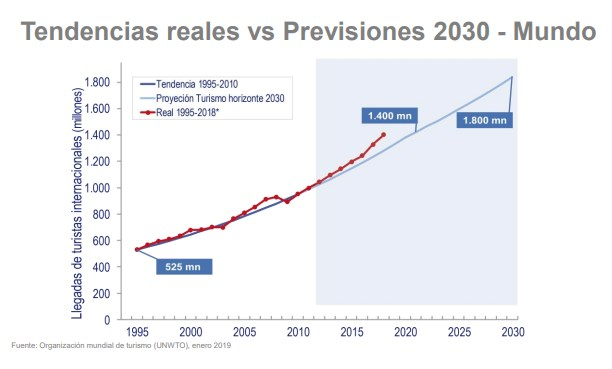 Tendencias reales vs Previsiones 2030 - Mundo
Llegadas de turistas internacionales (millones)
1.800
1.600
1.400
1.200
1.000
800
600
400
200
0
Tendencia 1995-2010
Proyeción Turismo horizonte 2030
Real 1995-2018*
1.400 mn
1.800 mn
525 mn
1995 2000 2005 2010 2015 2020 2025 2030
Fuente: Organización mundial de turismo (UNWTO), enero 2019